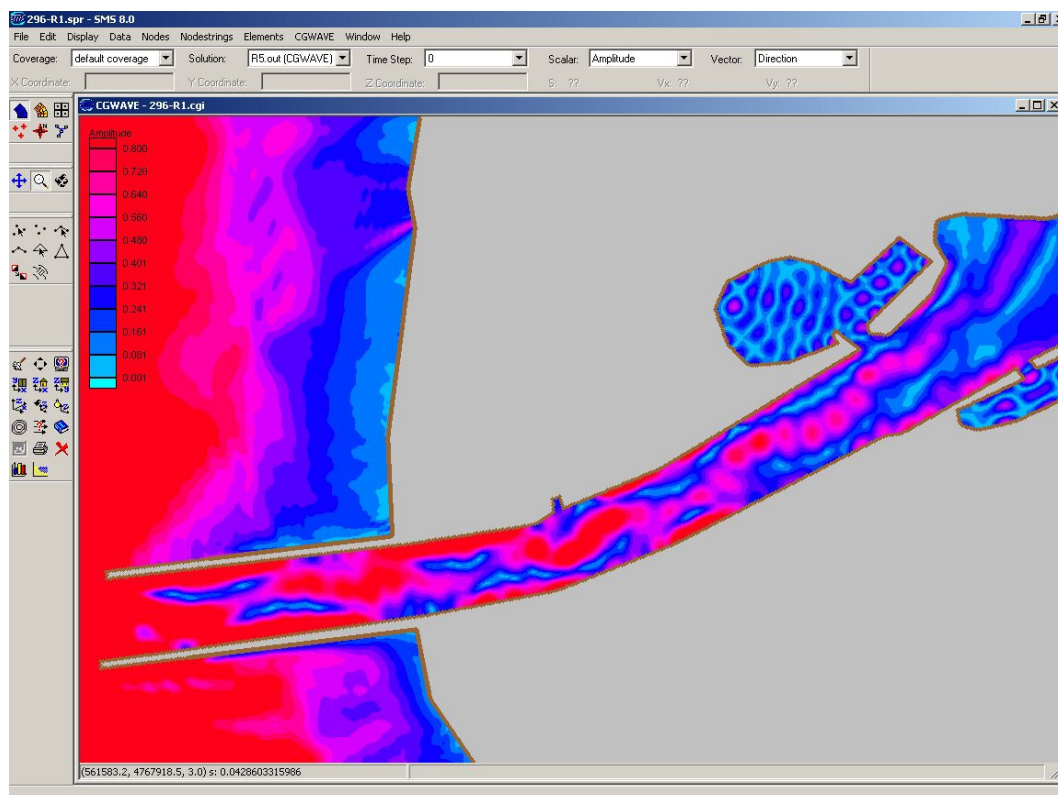 296-R1.spr - SMS 8.0
File Edit Display Data Nodes Nodestrings Elements CGWAVE Window Help
Coverage: default coverage Solution: R5.out (CGWAVE) Time Step: 0 Scalar: Amplitude Vector: Direction
X Coordinate: Y Coordinate: Z Coordinate: S: ?? Vx: ?? Vy: ??
CGWAVE - 296-R1.cgi
Amplitude
0.800
0.720
0.640
0.560
0.480
0.401
0.321
0.241
0.161
0.081
0.001
(561583.2, 4767918.5, 3.0) s: 0.0428603315986